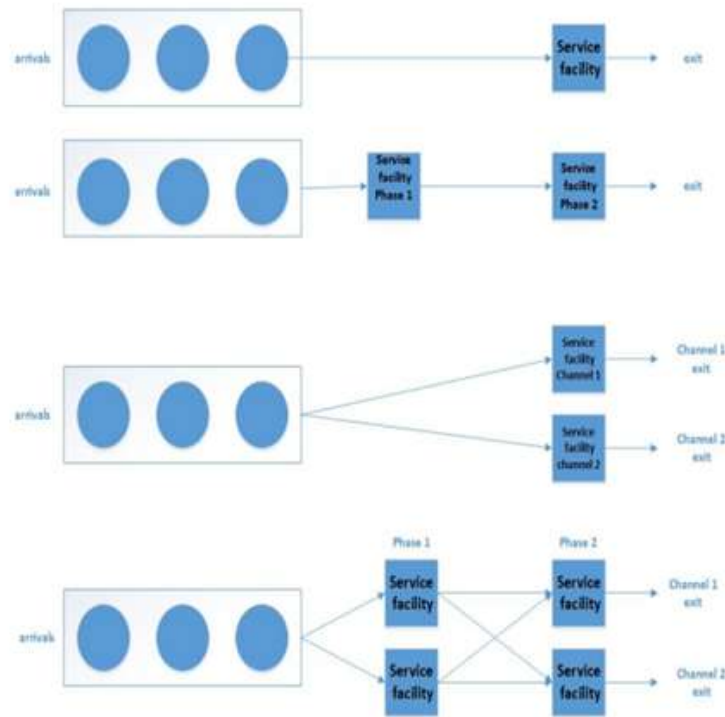 arrivals
Service
facility
exit
arrivals
Service
facility
Phase 1
Service
facility
Phase 2
exit
arrivals
Service
facility
Channel 1
Channel 1
exit
Service
facility
channel 2
Channel 2
exit
Phase 1
Phase 2
arrivals
Service
facility
Service
facility
Channel 1
exit
Service
facility
Service
facility
Channel 2
exit